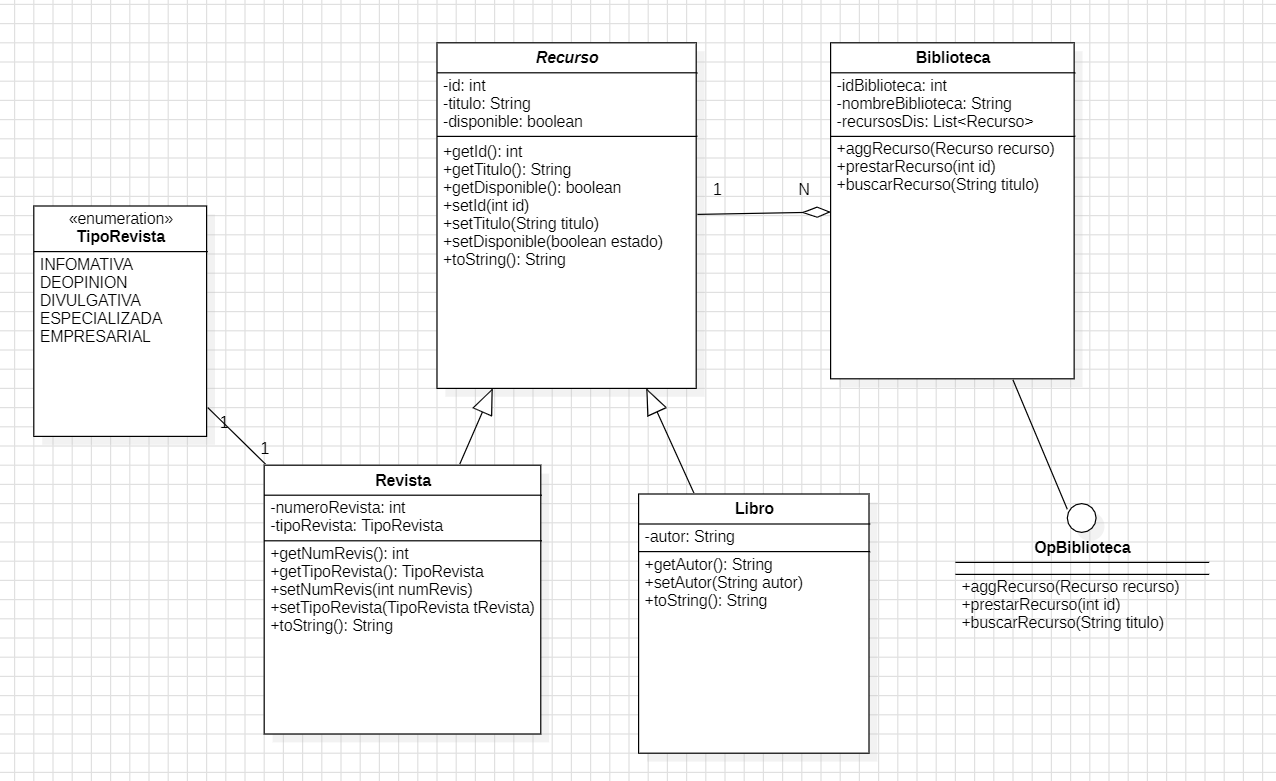 Recurso
-id: int
-titulo: String
-disponible: boolean
+getId(): int
+getTitulo(): String
+getDisponible(): boolean
+setId(int id)
+setTitulo(String titulo)
+setDisponible(boolean estado)
+toString(): String
1
N
Biblioteca
-idBiblioteca: int
-nombreBiblioteca: String
-recursosDis: List<Recurso>
+aggRecurso(Recurso recurso)
+prestarRecurso(int id)
+buscarRecurso(String titulo)
«enumeration»
TipoRevista
INFOMATIVA
DEOPINION
DIVULGATIVA
ESPECIALIZADA
EMPRESARIAL
1
1
Revista
-numeroRevista: int
-tipoRevista: TipoRevista
+getNumRevis(): int
+getTipoRevista(): TipoRevista
+setNumRevis(int numRevis)
+setTipoRevista(TipoRevista tRevista)
+toString(): String
Libro
-autor: String
+getAutor(): String
+setAutor(String autor)
+toString(): String
OpBiblioteca
+aggRecurso(Recurso recurso)
+prestarRecurso(int id)
+buscarRecurso(String titulo)